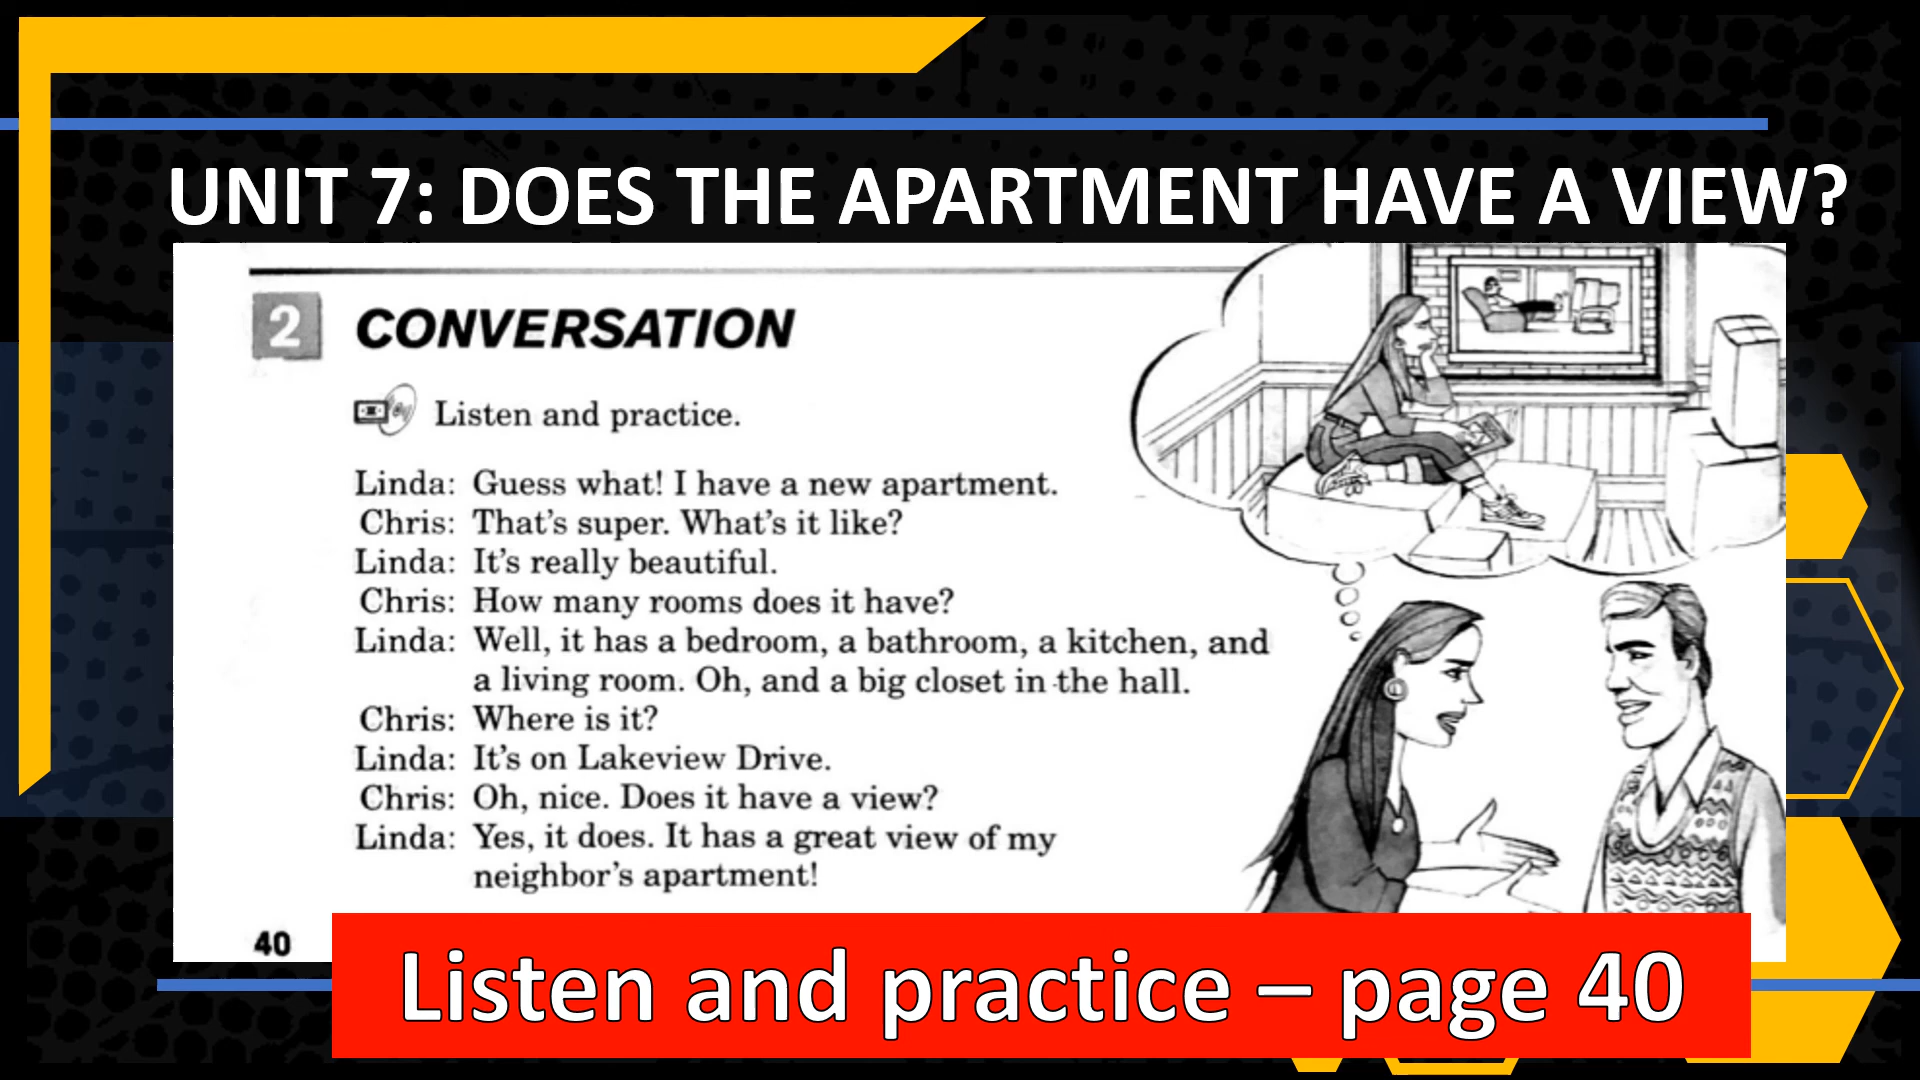 UNIT 7: DOES THE APARTMENT HAVE A VIEW?
2 CONVERSATION
Listen and practice.
Linda: Guess what! I have a new apartment.
Chris: That's super. What's it like?
Linda: It's really beautiful.
Chris: How many rooms does it have?
Linda: Well, it has a bedroom, a bathroom, a kitchen, and
a living room. Oh, and a big closet in the hall.
Chris: Where is it?
Linda: It's on Lakeview Drive.
Chris: Oh, nice. Does it have a view?
Linda: Yes, it does. It has a great view of my
neighbor's apartment!
40
Listen and practice – page 40